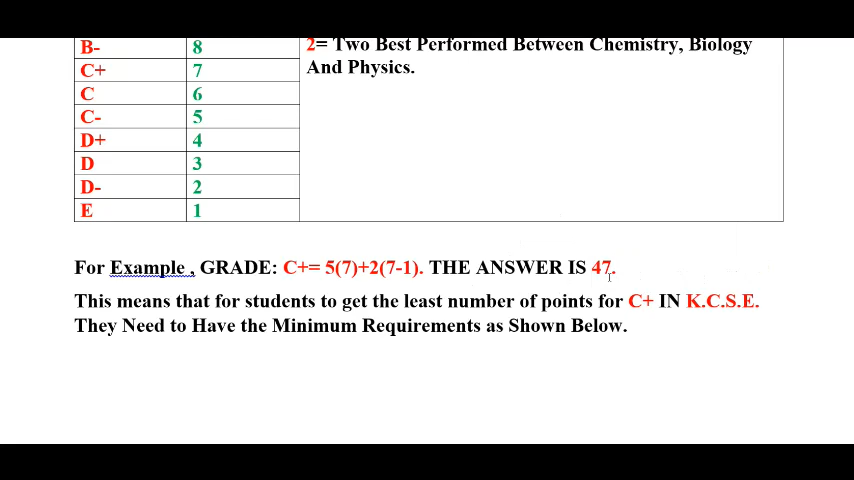 B- 8 2= Two Best Performed Between Chemistry, Biology
C+ 7 And Physics.
C 6
C- 5
D+ 4
D 3
D- 2
E 1
For Example , GRADE: C+= 5(7)+2(7-1). THE ANSWER IS 47.
This means that for students to get the least number of points for C+ IN K.C.S.E.
They Need to Have the Minimum Requirements as Shown Below.